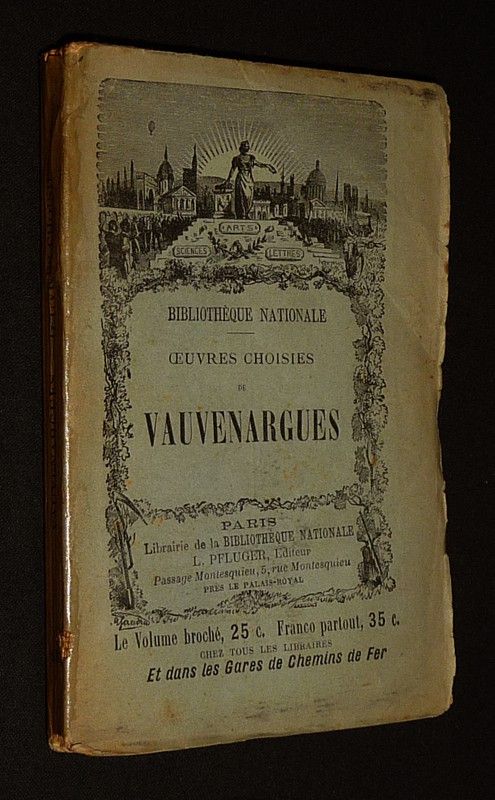 ARTS
SCIENCES
LETTRES
BIBLIOTHÈQUE NATIONALE
ŒUVRES CHOISIES
DE
VAUVENARGUES
PARIS
Librairie de la BIBLIOTHÈQUE NATIONALE
L. PFLUGER, Éditeur
Passage Montesquieu, 5, rue Montesquieu
PRÈS LE PALAIS-ROYAL
Le Volume broché, 25 c. Franco partout, 35 c.
CHEZ TOUS LES LIBRAIRES
Et dans les Gares de Chemins de Fer